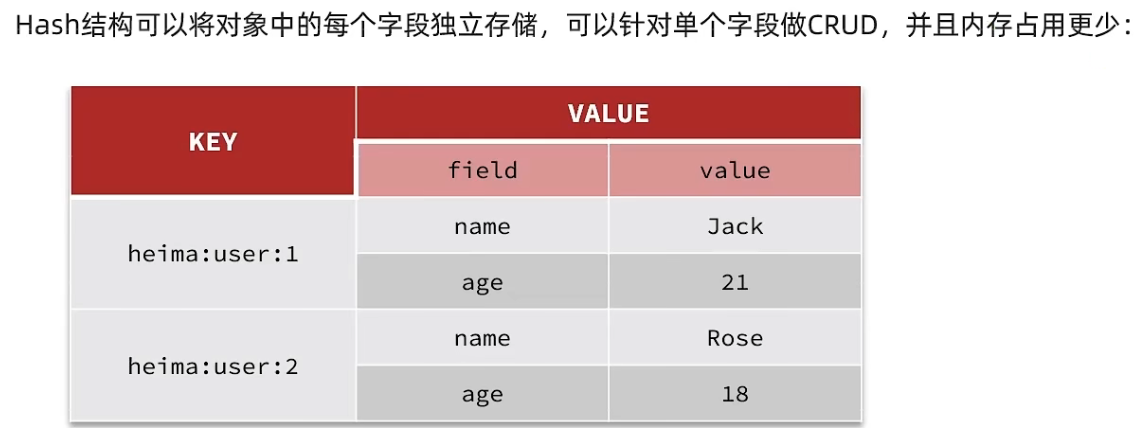 Hash结构可以将对象中的每个字段独立存储，可以针对单个字段做CRUD，并且内存占用更少：
KEY
VALUE
field
value
heima:user:1
name
Jack
age
21
heima:user:2
name
Rose
age
18